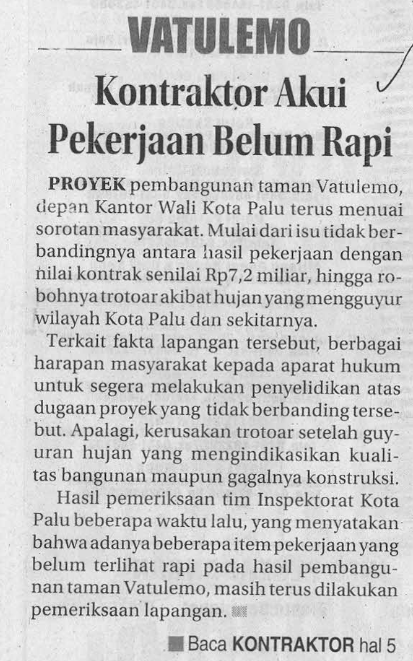 VATULEMO
Kontraktor Akui
Pekerjaan Belum Rapi
PROYEK pembangunan taman Vatulemo,
depan Kantor Wali Kota Palu terus menuai
sorotan masyarakat. Mulai dari isu tidak ber-
bandingnya antara hasil pekerjaan dengan
nilai kontrak senilai Rp7,2 miliar, hingga ro-
bohnya trotoar akibat hujan yang mengguyur
wilayah Kota Palu dan sekitarnya.
Terkait fakta lapangan tersebut, berbagai
harapan masyarakat kepada aparat hukum
untuk segera melakukan penyelidikan atas
dugaan proyek yang tidak berbanding terse-
but. Apalagi, kerusakan trotoar setelah guy-
uran hujan yang mengindikasikan kuali-
tas bangunan maupun gagalnya konstruksi.
Hasil pemeriksaan tim Inspektorat Kota
Palu beberapa waktu lalu, yang menyatakan
bahwa adanya beberapa item pekerjaan yang
belum terlihat rapi pada hasil pembangu-
nan taman Vatulemo, masih terus dilakukan
pemeriksaan lapangan.
Baca KONTRAKTOR hal 5